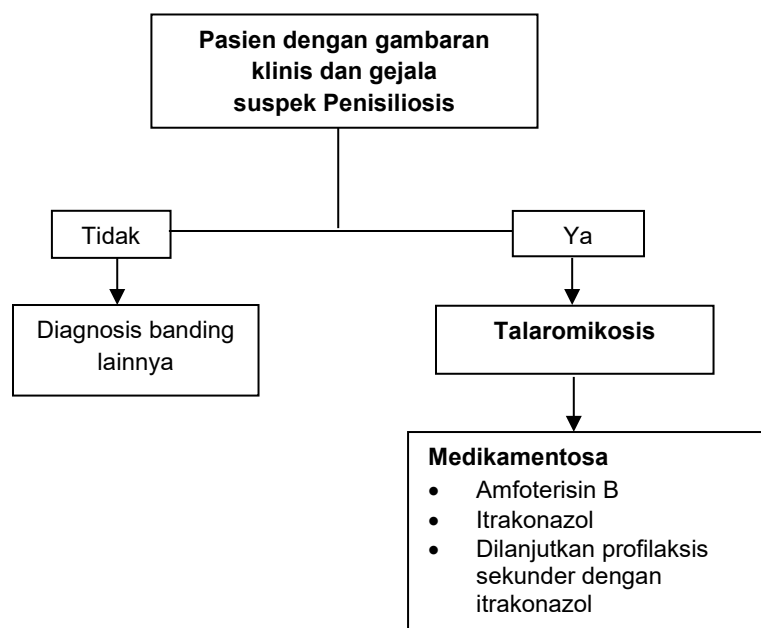 Pasien dengan gambaran
klinis dan gejala
suspek Penisiliosis
Tidak
Ya
Diagnosis banding
lainnya
Talaromikosis
Medikamentosa
• Amfoterisin B
• Itrakonazol
• Dilanjutkan profilaksis
sekunder dengan
itrakonazol